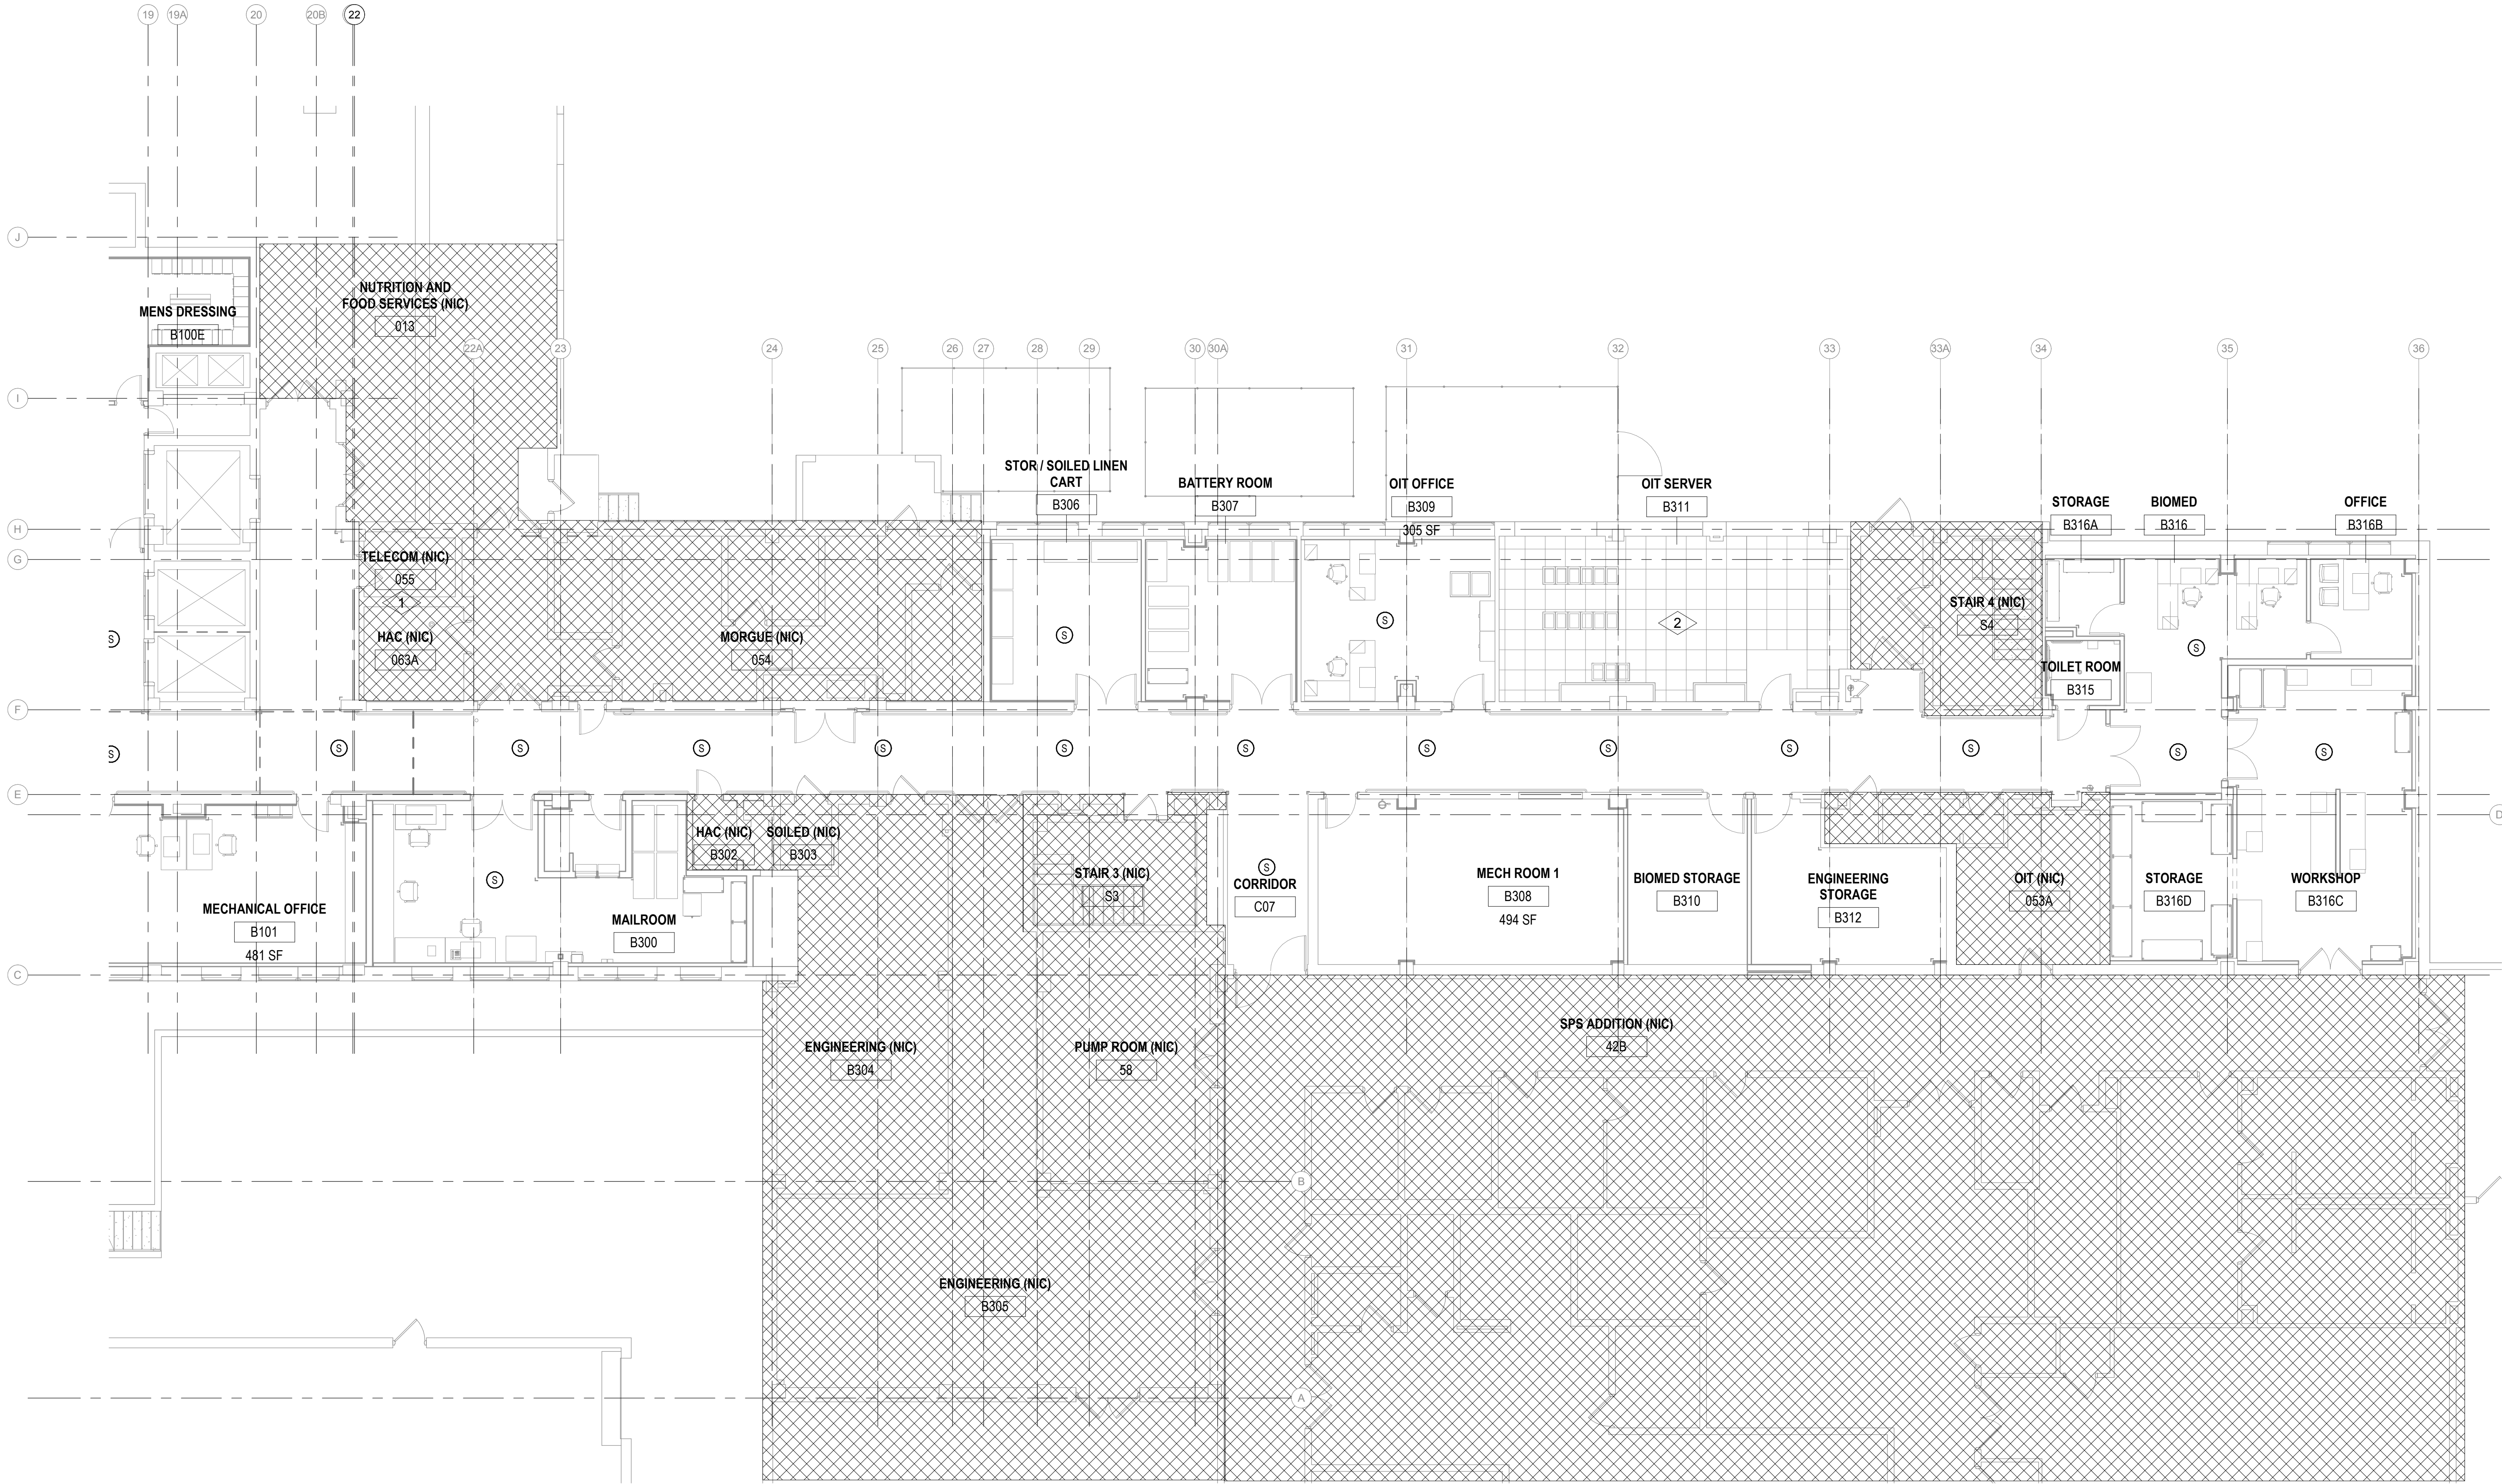 19
19A
20
20B
22
J
NUTRITION AND
FOOD SERVICES (NIC)
013
MENS DRESSING
B100E
22A
23
24
25
26
27
28
29
30
30A
31
32
33
33A
34
35
36
I
STOR / SOILED LINEN
CART
B306
BATTERY ROOM
B307
OIT OFFICE
B309
305 SF
OIT SERVER
B311
STORAGE
B316A
BIOMED
B316
OFFICE
B316B
H
G
TELECOM (NIC)
055
1
HAC (NIC)
063A
MORGUE (NIC)
054
S
S
S
2
STAIR 4 (NIC)
S4
S
TOILET ROOM
B315
F
S
S
S
S
S
S
S
S
S
S
S
S
S
E
D
HAC (NIC)
B302
SOILED (NIC)
B303
S
STAIR 3 (NIC)
S3
S
CORRIDOR
C07
MECH ROOM 1
B308
494 SF
BIOMED STORAGE
B310
ENGINEERING
STORAGE
B312
OIT (NIC)
053A
STORAGE
B316D
WORKSHOP
B316C
MECHANICAL OFFICE
B101
481 SF
MAILROOM
B300
C
SPS ADDITION (NIC)
42B
ENGINEERING (NIC)
B304
PUMP ROOM (NIC)
58
B
ENGINEERING (NIC)
B305
A